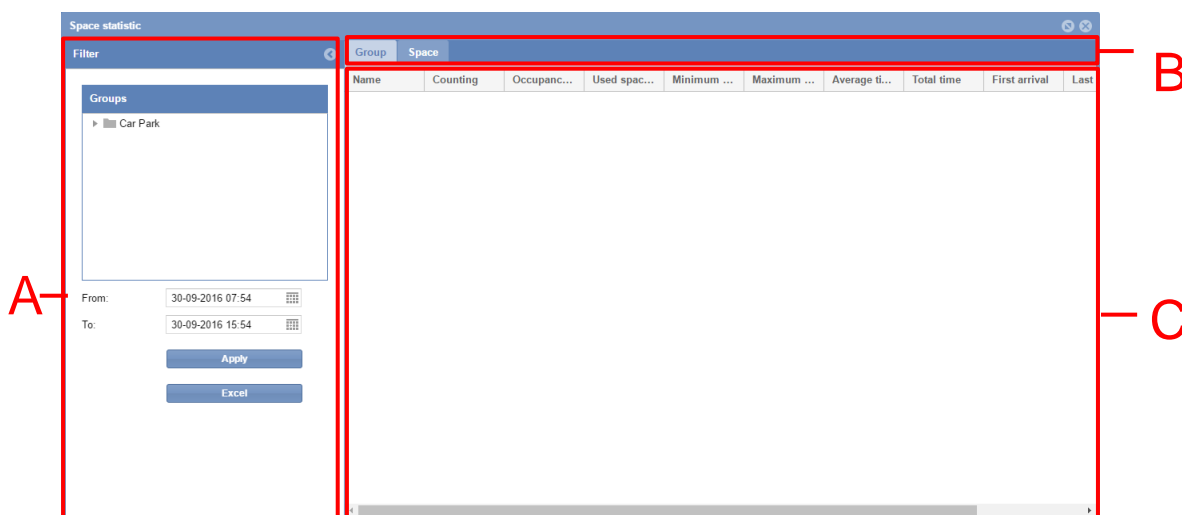 Space statistic
Filter
Group Space
Name Counting Occupanc... Used spac... Minimum ... Maximum ... Average ti... Total time First arrival Last
Groups
Car Park
A
B
C
From: 30-09-2016 07:54
To: 30-09-2016 15:54
Apply
Excel